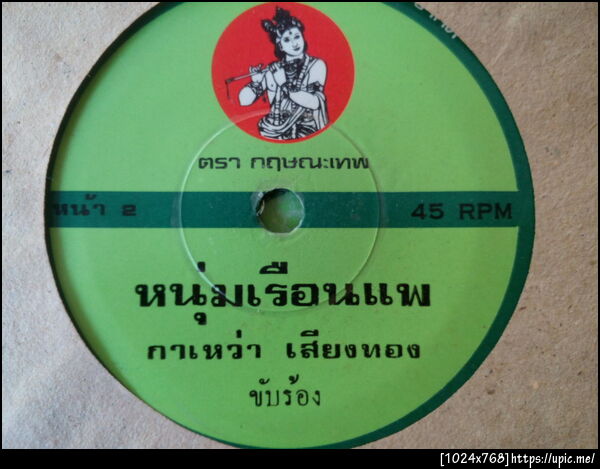 ตรา กฤษณะเทพ
หน้า 2
45 RPM
หนุ่มเรือนแพ
กาเหว่า เสียงทอง
ขับร้อง
[1024x768]https://upic.me/